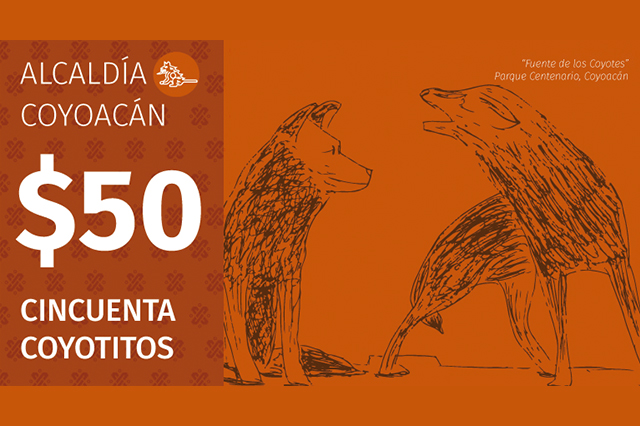 ALCALDÍA
COYOACÁN
$50
CINCUENTA
COYOTITOS
"Fuente de los Coyotes"
Parque Centenario, Coyoacán